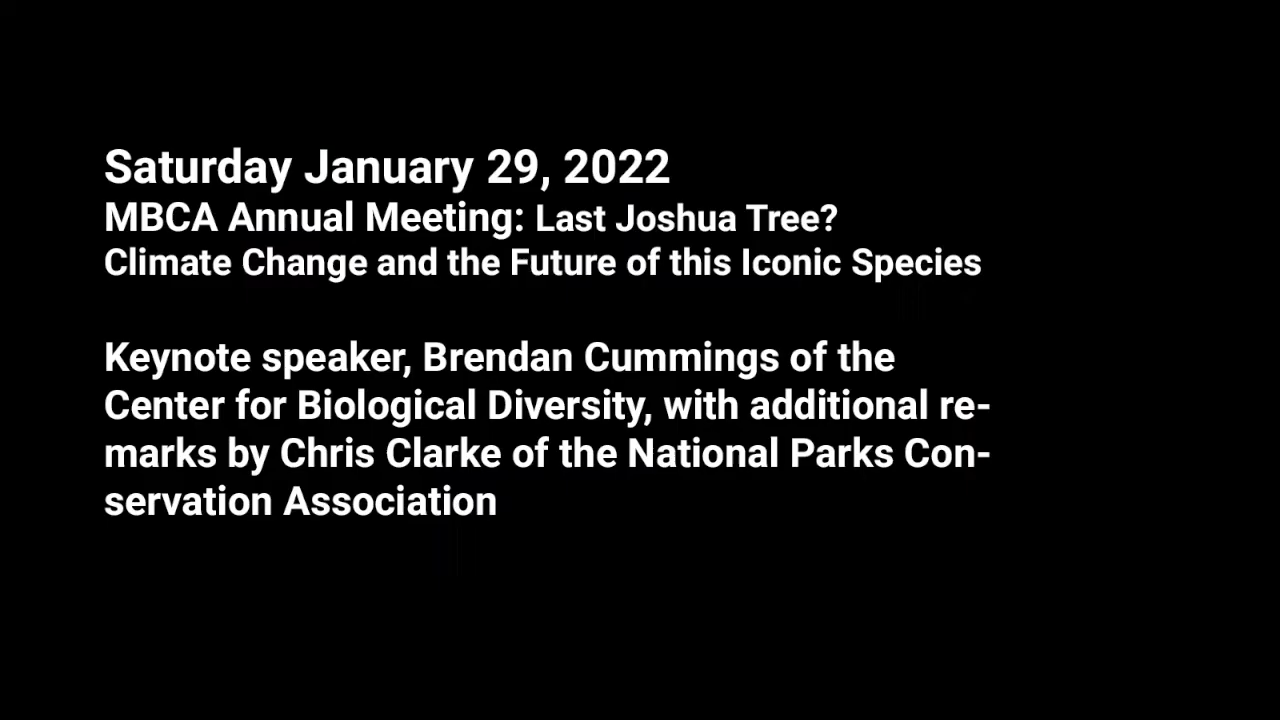 Saturday January 29, 2022
MBCA Annual Meeting: Last Joshua Tree?
Climate Change and the Future of this Iconic Species
Keynote speaker, Brendan Cummings of the
Center for Biological Diversity, with additional re-
marks by Chris Clarke of the National Parks Con-
servation Association